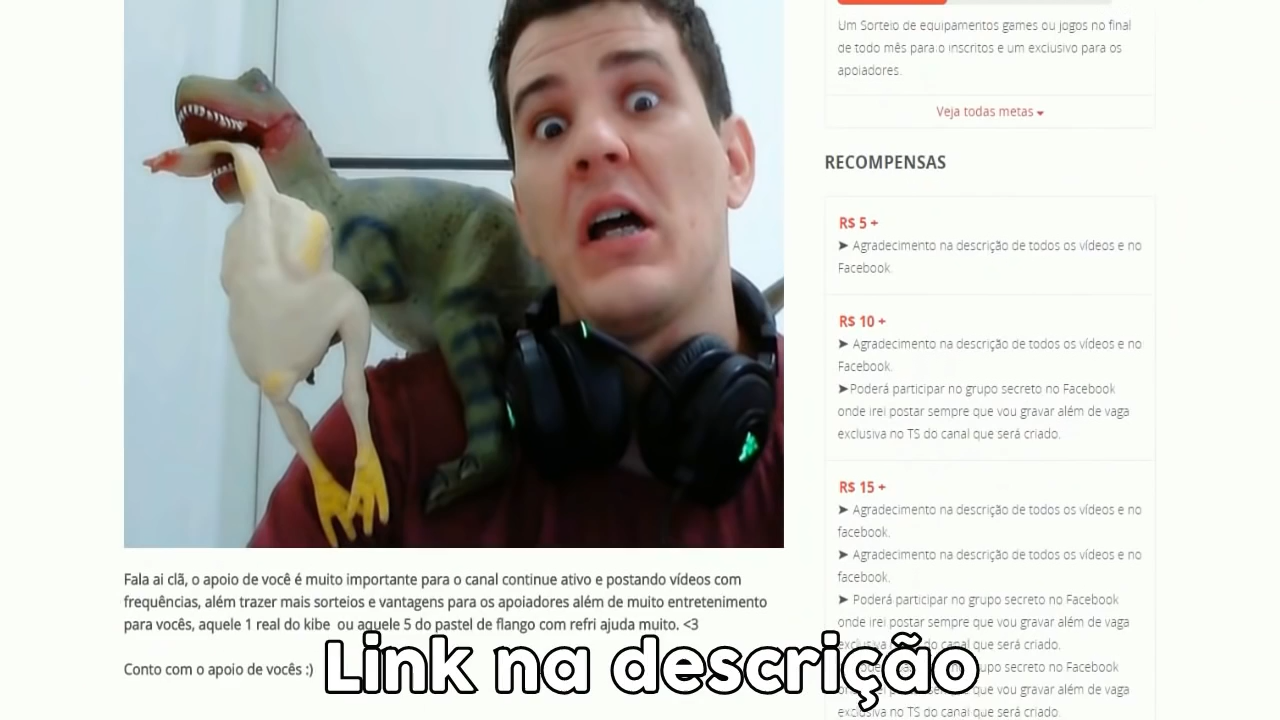 Um Sorteio de equipamentos games ou jogos no final
de todo mês para o inscritos e um exclusivo para os
apoiadores.
Veja todas metas
RECOMPENSAS
R$ 5 +
➤ Agradecimento na descrição de todos os vídeos e no
Facebook.
R$ 10 +
➤ Agradecimento na descrição de todos os vídeos e no
Facebook.
➤Poderá participar no grupo secreto no Facebook
onde irei postar sempre que vou gravar além de vaga
exclusiva no TS do canal que será criado.
R$ 15 +
➤ Agradecimento na descrição de todos os vídeos e no
facebook.
➤ Agradecimento na descrição de todos os vídeos e no
facebook.
➤ Poderá participar no grupo secreto no Facebook
onde irei postar sempre que vou gravar além de vaga
exclusiva no TS do canal que será criado.
grupo secreto no Facebook
que vou gravar além de vaga
exclusiva no TS do canal que será criado.
Fala ai clã, o apoio de você é muito importante para o canal continue ativo e postando vídeos com
frequências, além trazer mais sorteios e vantagens para os apoiadores além de muito entretenimento
para vocês, aquele 1 real do kibe ou aquele 5 do pastel de flango com refri ajuda muito. <3
Conto com o apoio de vocês :)
Link na descrição